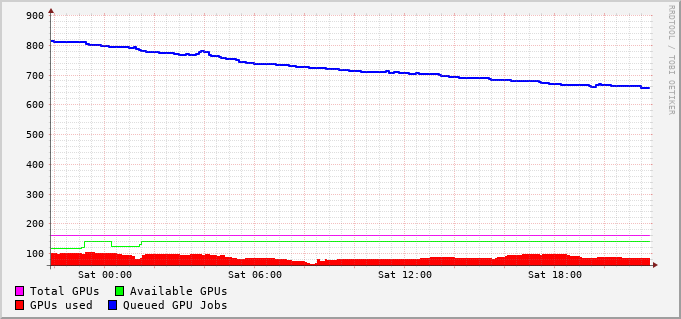 900
800
700
600
500
400
300
200
100
Sat 00:00 Sat 06:00 Sat 12:00 Sat 18:00
Total GPUs Available GPUs
GPUs used Queued GPU Jobs
RRDTOOL / TOBI OETIKER